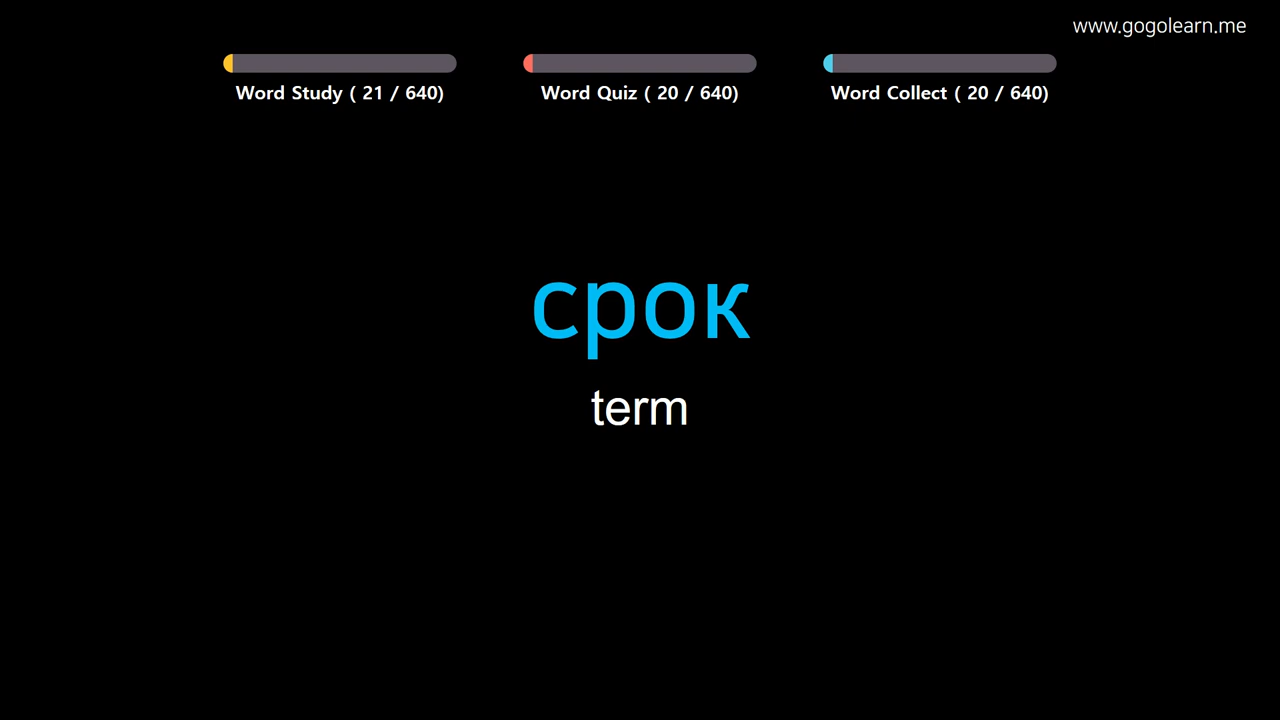 www.gogolearn.me
Word Study ( 21 / 640)
Word Quiz ( 20 / 640)
Word Collect ( 20 / 640)
срок
term